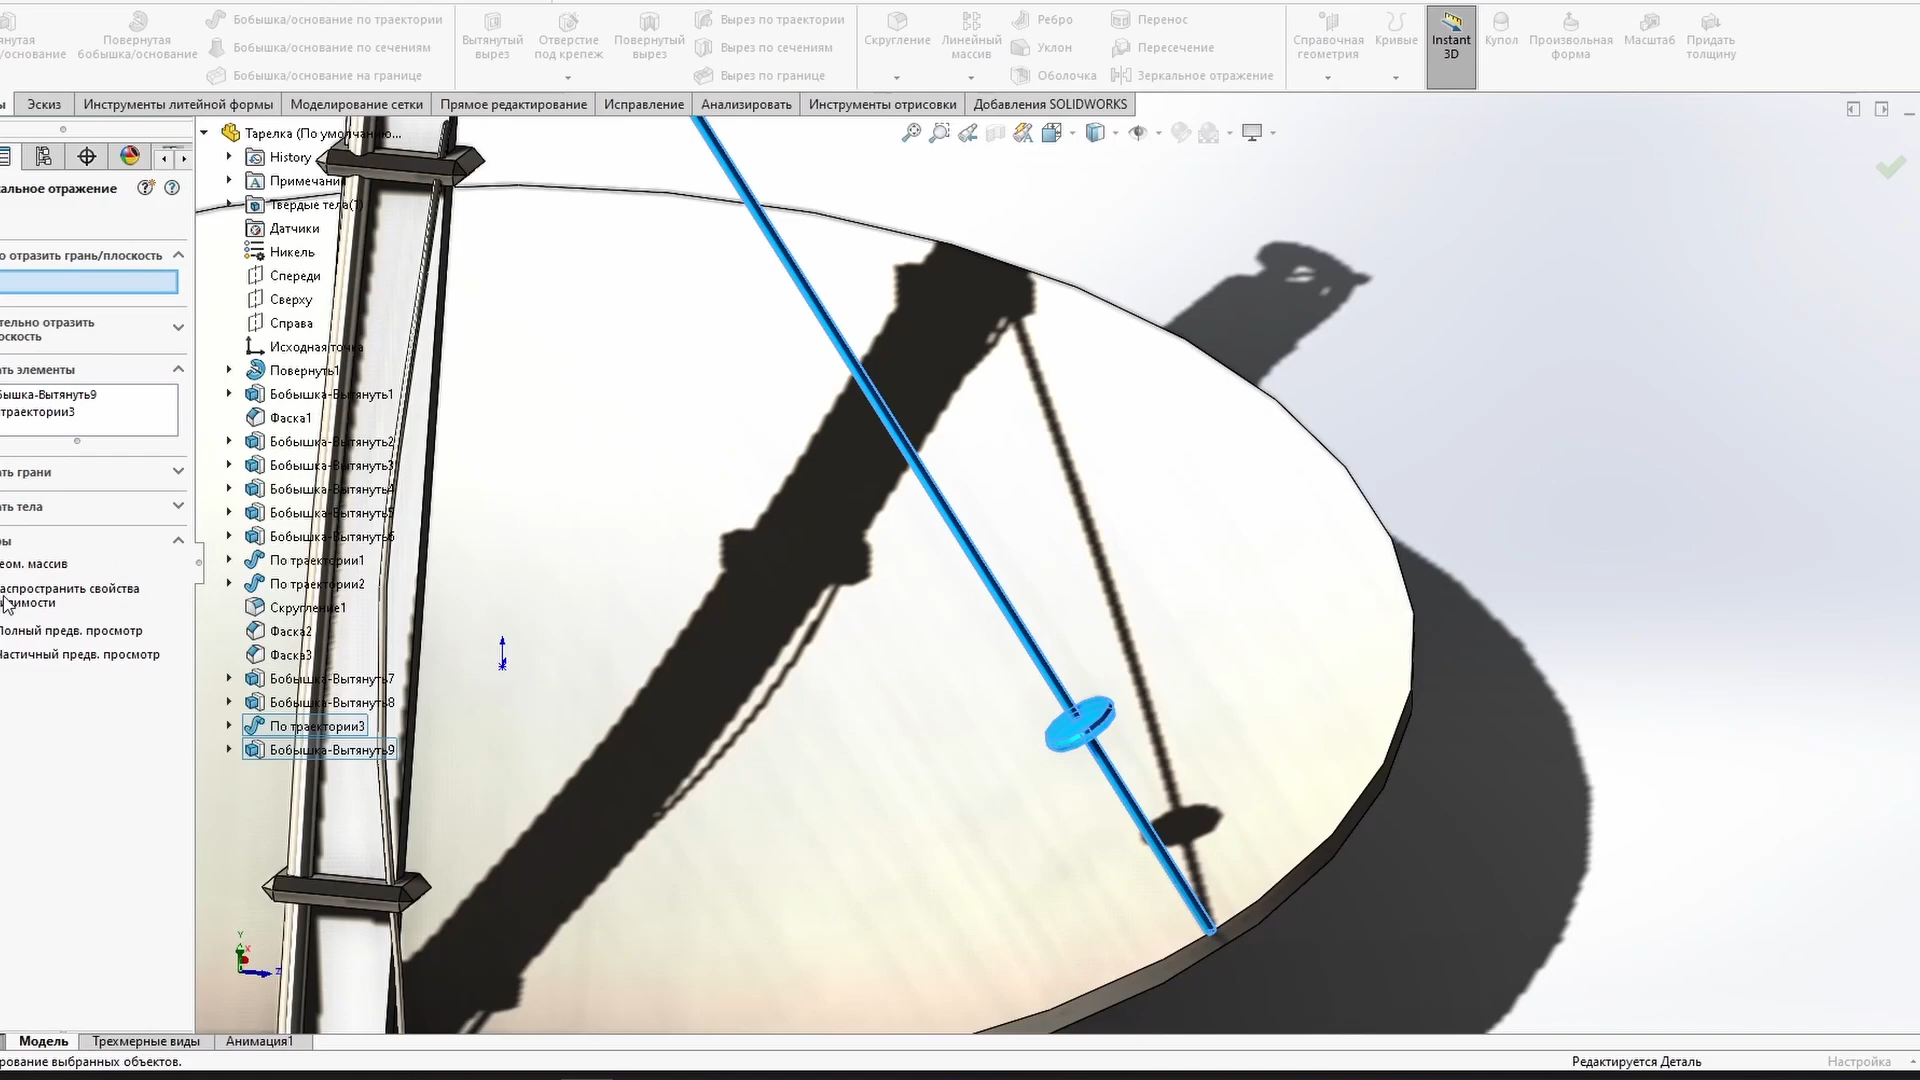 янутая
/основание
Повернутая
бобышка/основание
Бобышка/основание по траектории
Бобышка/основание по сечениям
Бобышка/основание на границе
Вытянутый
вырез
Отверстие
под крепеж
Повернутый
вырез
Вырез по траектории
Вырез по сечениям
Вырез по границе
Скругление
Линейный
массив
Ребро
Уклон
Оболочка
Перенос
Пересечение
Зеркальное отражение
Справочная
геометрия
Кривые
Instant
3D
Купол
Произвольная
форма
Масштаб
Придать
толщину
ы
Эскиз
Инструменты литейной формы
Моделирование сетки
Прямое редактирование
Исправление
Анализировать
Инструменты отрисовки
Добавления SOLIDWORKS
кальное отражение
о отразить грань/плоскость
тельно отразить
оскость
ать элементы
бышка-Вытянуть9
траектории3
ать грани
ать тела
ры
еом. массив
аспространить свойства
имости
Полный предв. просмотр
Частичный предв. просмотр
Тарелка (По умолчанию...
History
Примечани
Твердые тела(1)
Датчики
Никель
Спереди
Сверху
Справа
Исходная точка
Повернуть1
Бобышка-Вытянуть1
Фаска1
Бобышка-Вытянуть2
Бобышка-Вытянуть3
Бобышка-Вытянуть4
Бобышка-Вытянуть5
Бобышка-Вытянуть6
По траектории1
По траектории2
Скругление1
Фаска2
Фаска3
Бобышка-Вытянуть7
Бобышка-Вытянуть8
По траектории3
Бобышка-Вытянуть9
Y
X
Z
Модель
Трехмерные виды
Анимация1
рование выбранных объектов.
Редактируется Деталь
Настройка